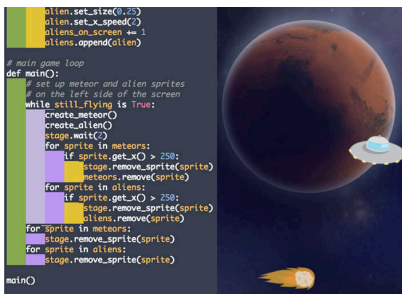 alien.set_size(0.25)
alien.set_x_speed(2)
aliens_on_screen += 1
aliens.append(alien)
# main game loop
def main():
# set up meteor and alien sprites
# on the left side of the screen
while still_flying is True:
create_meteor()
create_alien()
stage.wait(2)
for sprite in meteors:
if sprite.get_x() > 250:
stage.remove_sprite(sprite)
meteors.remove(sprite)
for sprite in aliens:
if sprite.get_x() > 250:
stage.remove_sprite(sprite)
aliens.remove(sprite)
for sprite in meteors:
stage.remove_sprite(sprite)
for sprite in aliens:
stage.remove_sprite(sprite)
main()